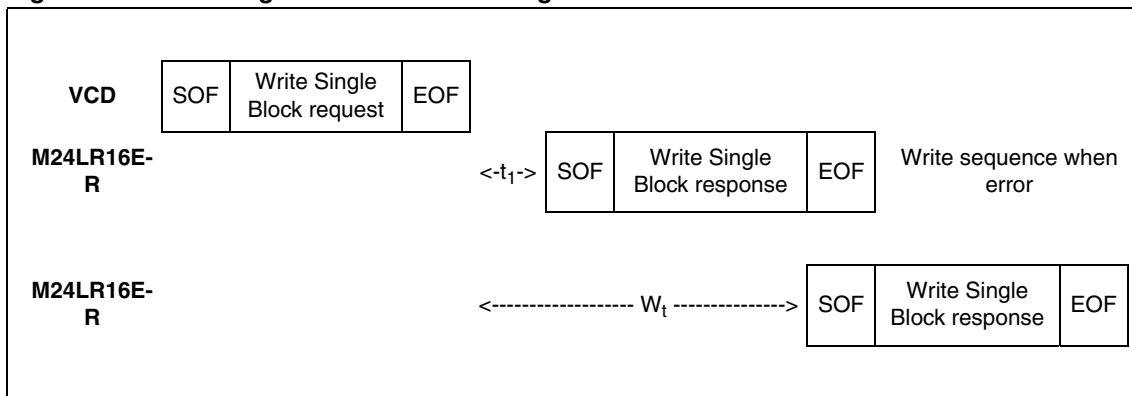 VCD
SOF
Write Single
Block request
EOF
M24LR16E-
R
<-t₁->
SOF
Write Single
Block response
EOF
Write sequence when
error
M24LR16E-
R
<------------------- Wₜ --------------->
SOF
Write Single
Block response
EOF